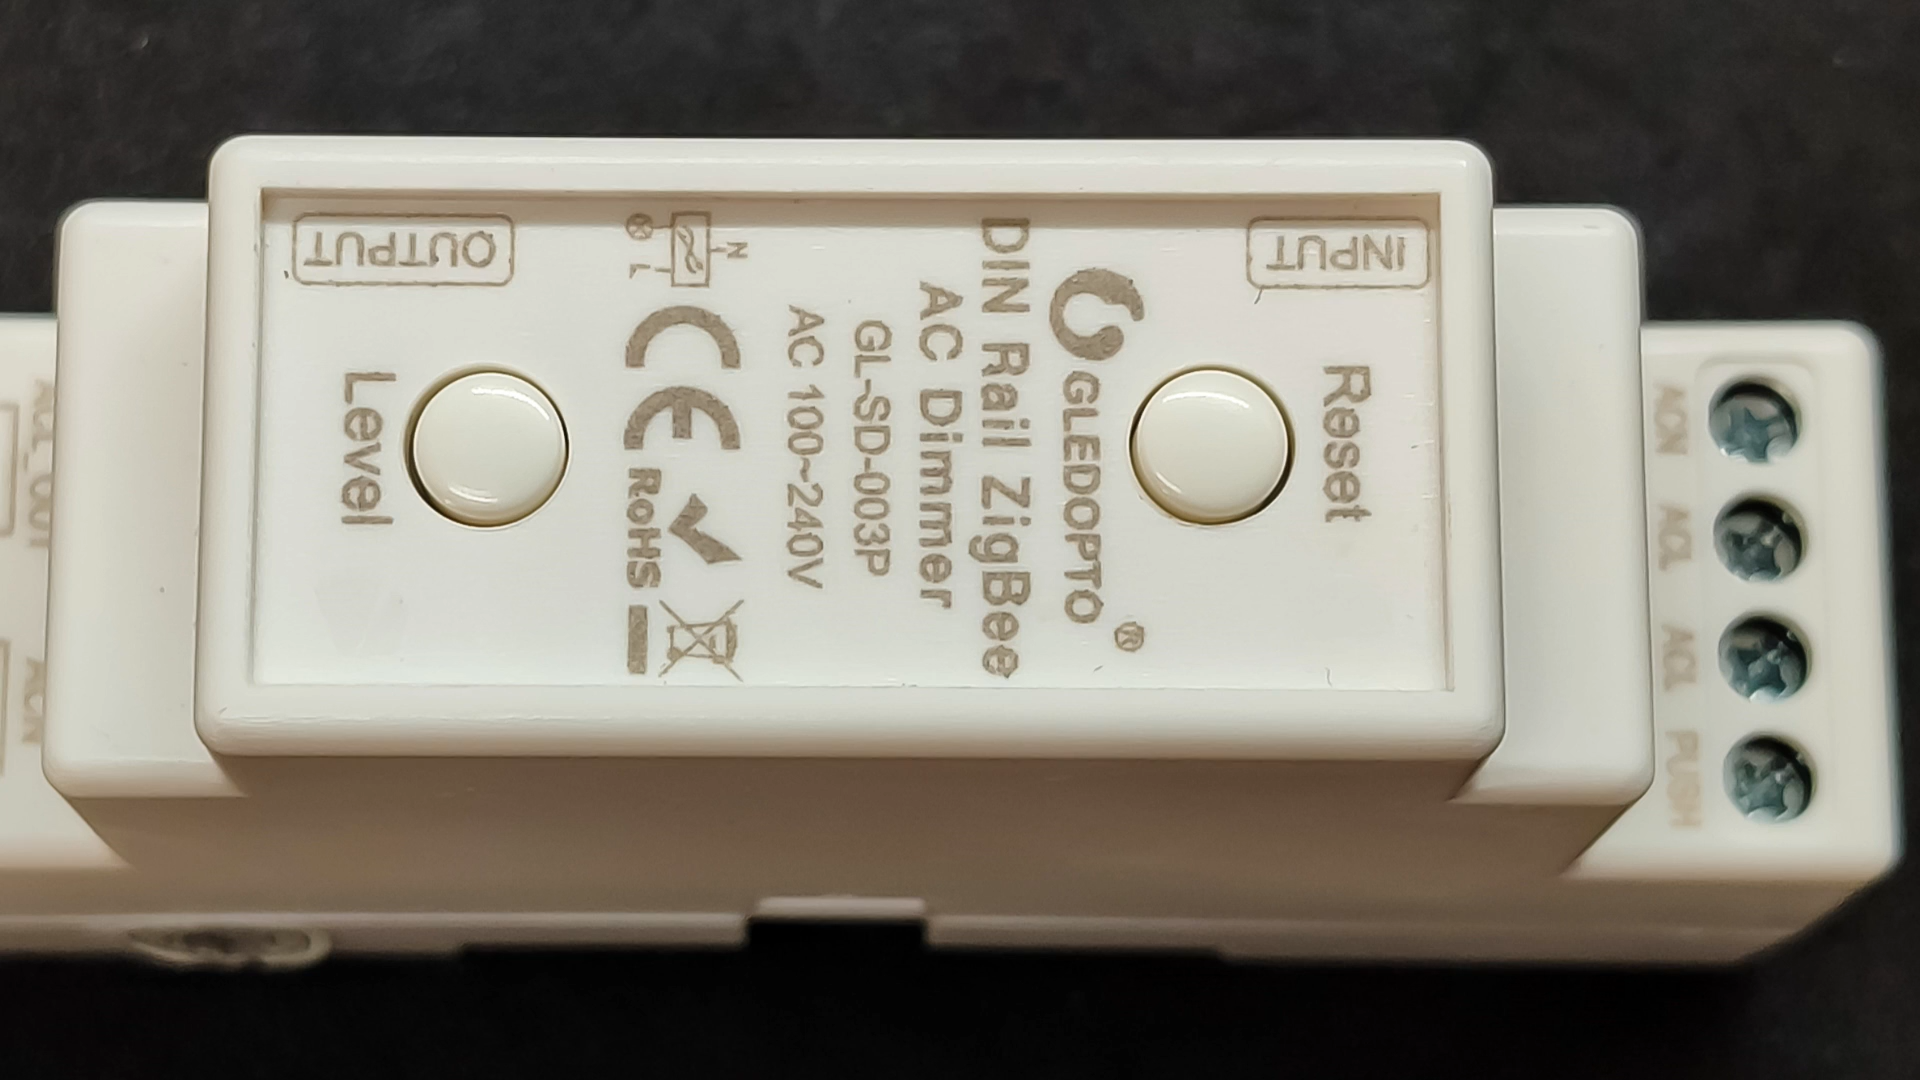 ACN
ACL
ACL
PUSH
INPUT
Reset
GLEDOPTO®
DIN Rail ZigBee
AC Dimmer
GL-SD-003P
AC 100~240V
N
L
CE RoHS
Level
OUTPUT
ACL_OUT
ACN